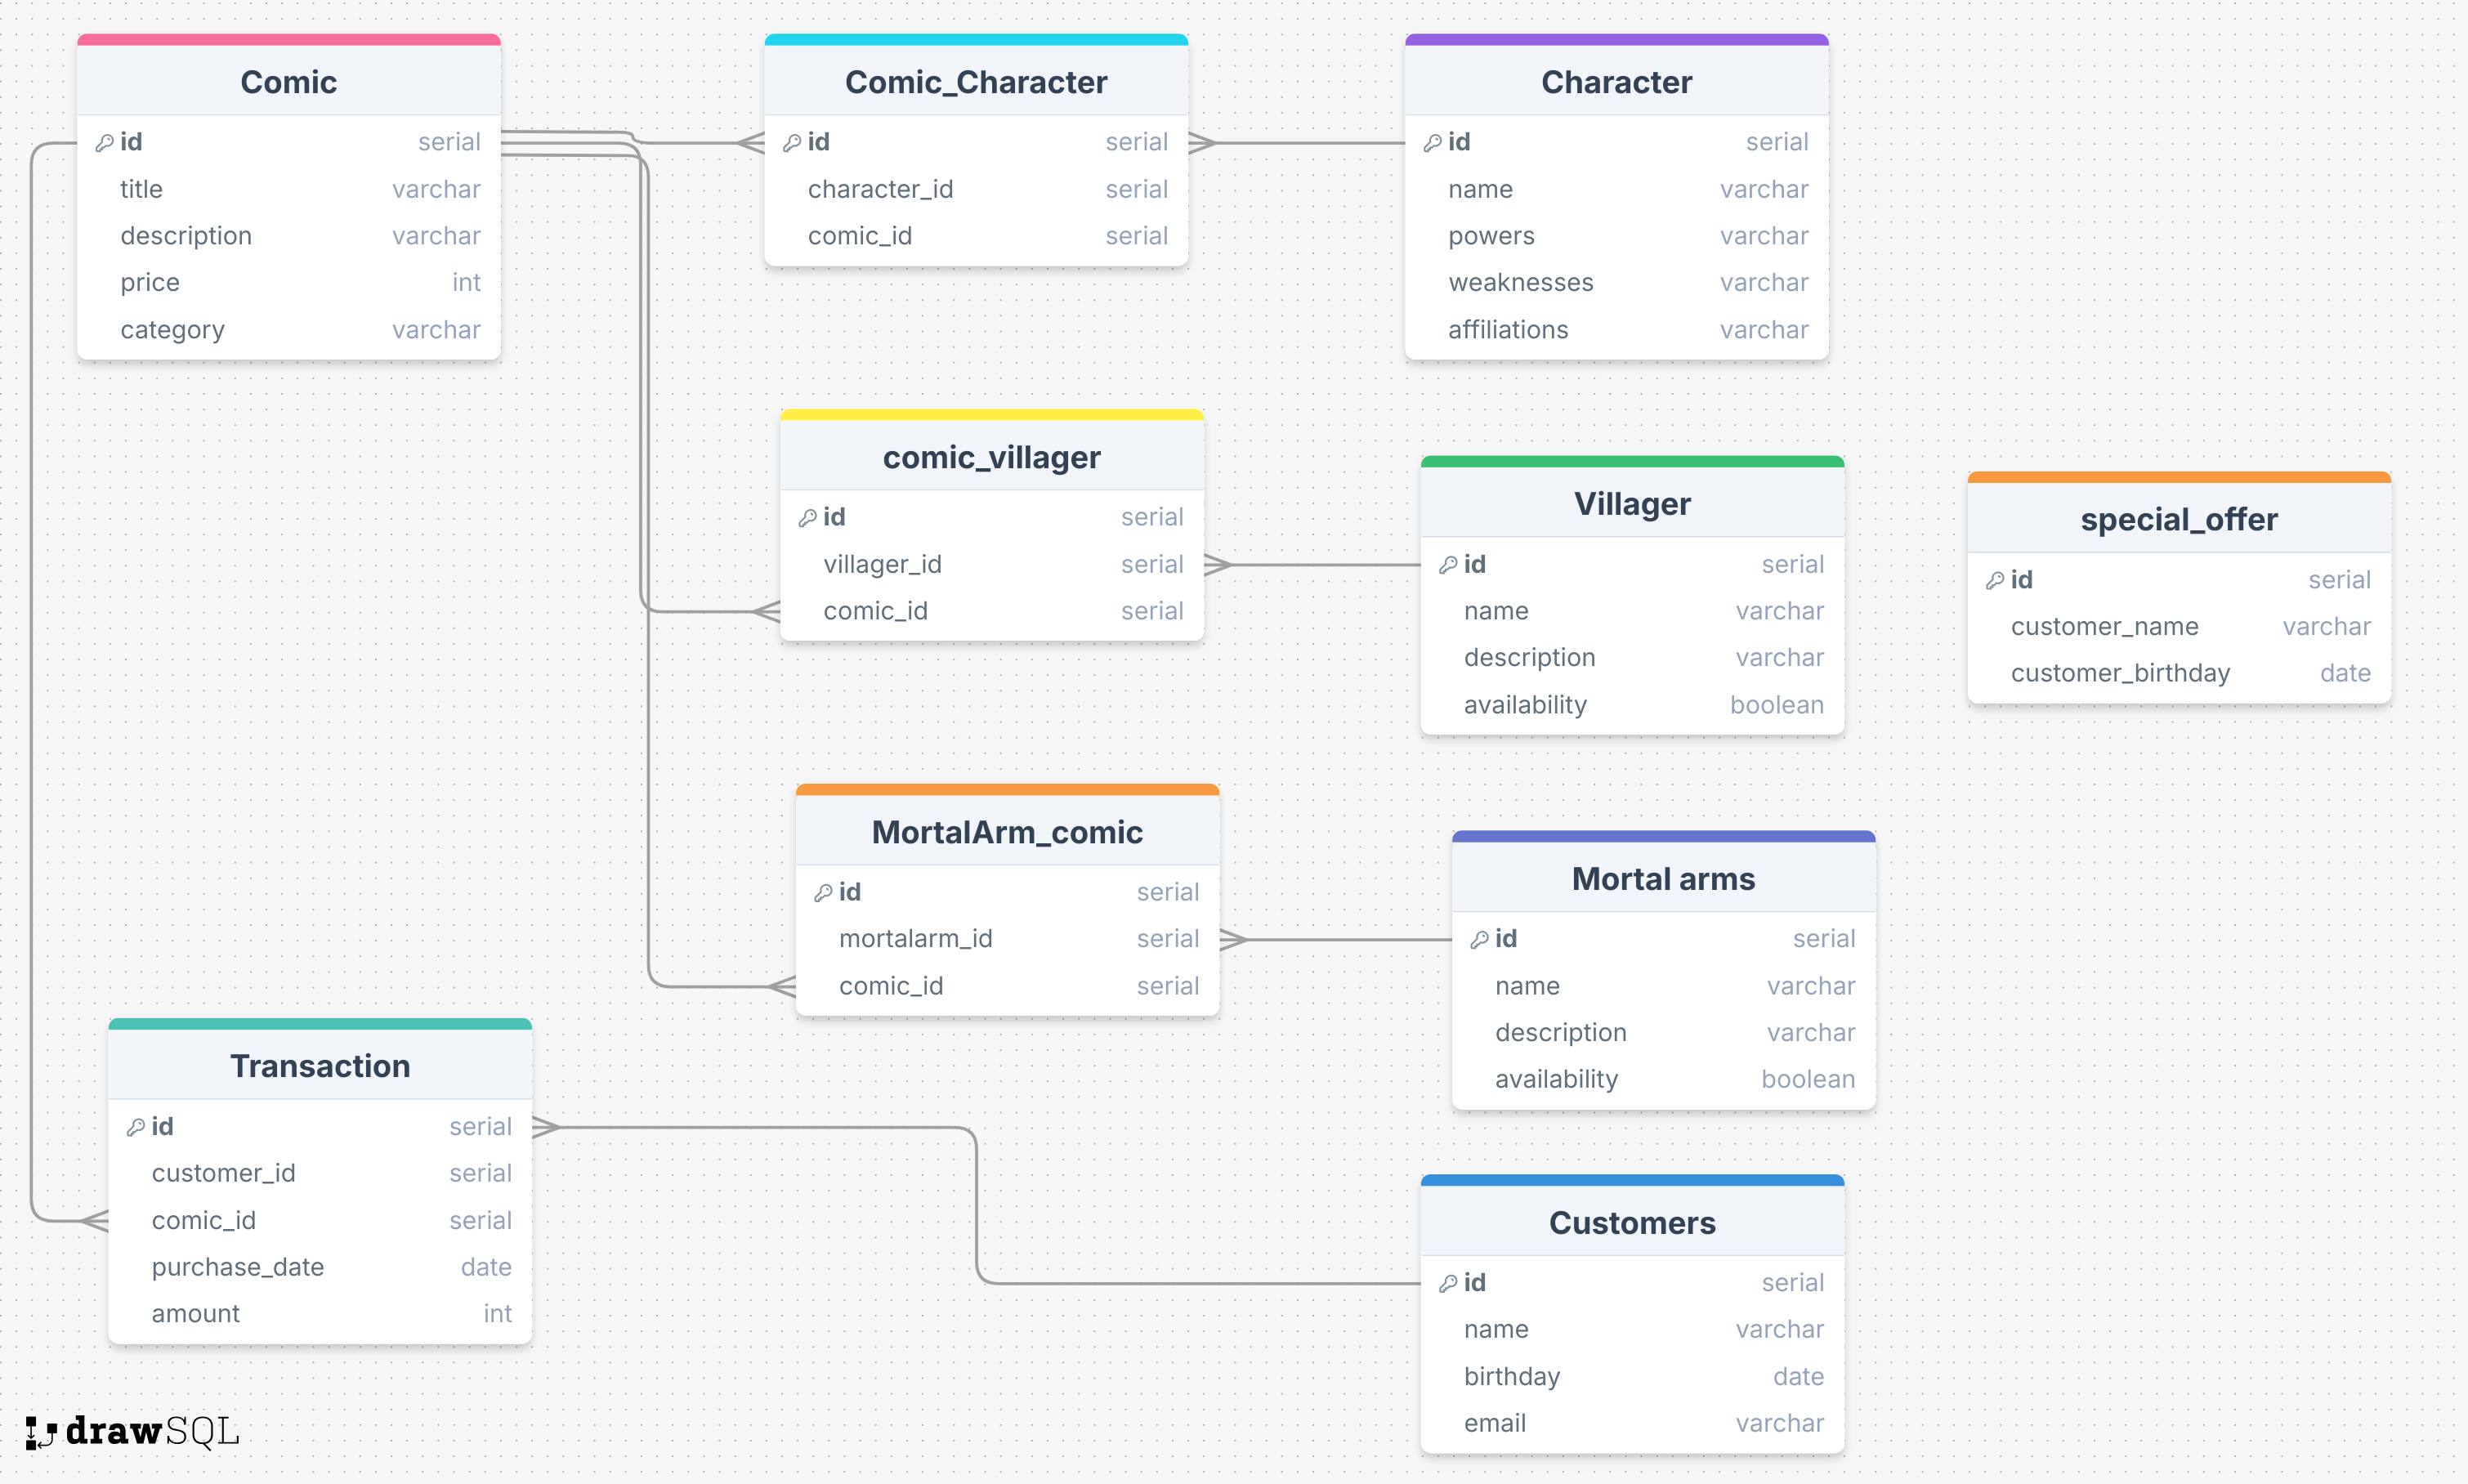 Comic
id serial
title varchar
description varchar
price int
category varchar
Comic_Character
id serial
character_id serial
comic_id serial
Character
id serial
name varchar
powers varchar
weaknesses varchar
affiliations varchar
comic_villager
id serial
villager_id serial
comic_id serial
Villager
id serial
name varchar
description varchar
availability boolean
special_offer
id serial
customer_name varchar
customer_birthday date
MortalArm_comic
id serial
mortalarm_id serial
comic_id serial
Mortal arms
id serial
name varchar
description varchar
availability boolean
Transaction
id serial
customer_id serial
comic_id serial
purchase_date date
amount int
Customers
id serial
name varchar
birthday date
email varchar
drawSQL